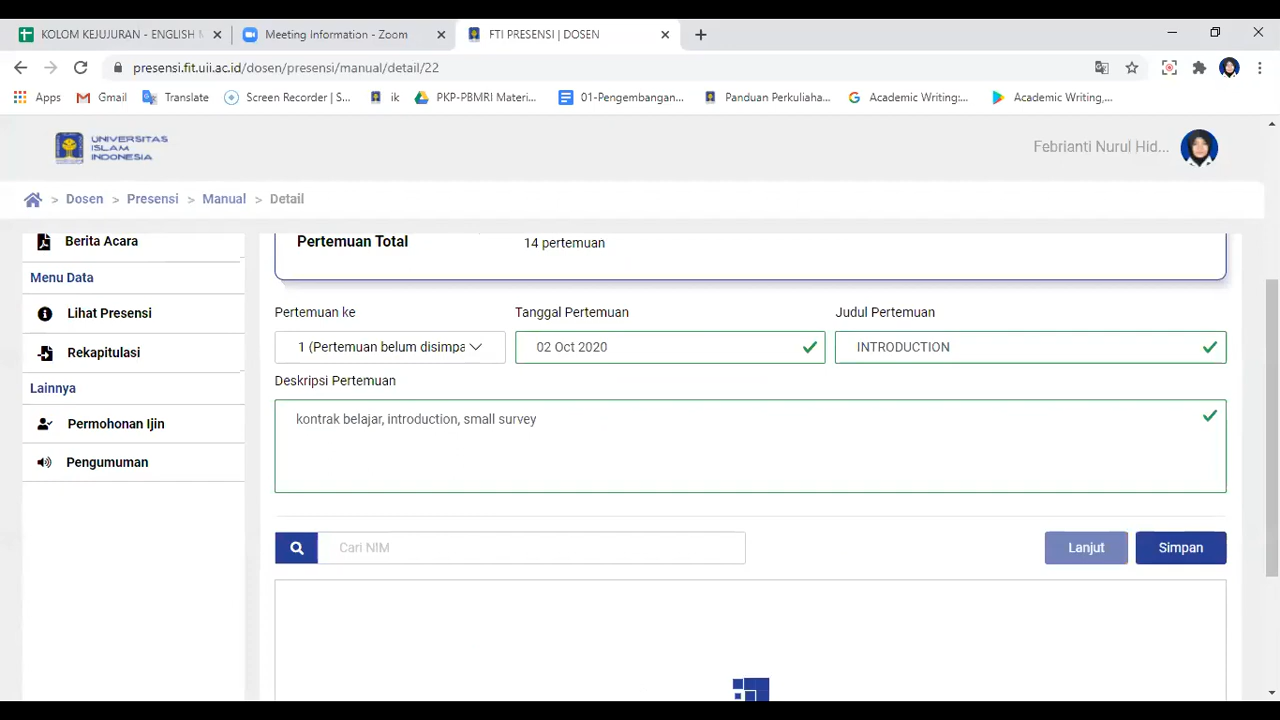 KOLOM KEJUJURAN - ENGLISH M
Meeting Information - Zoom
FTI PRESENSI | DOSEN
presensi.fit.uii.ac.id/dosen/presensi/manual/detail/22
Apps
Gmail
Translate
Screen Recorder | S...
ik
PKP-PBMRI Materi...
01-Pengembangan...
Panduan Perkuliaha...
Academic Writing:...
Academic Writing,...
UNIVERSITAS
ISLAM
INDONESIA
Febrianti Nurul Hid...
> Dosen > Presensi > Manual > Detail
Berita Acara
Menu Data
Lihat Presensi
Rekapitulasi
Lainnya
Permohonan Ijin
Pengumuman
Pertemuan Total
14 pertemuan
Pertemuan ke
Tanggal Pertemuan
Judul Pertemuan
1 (Pertemuan belum disimpa
02 Oct 2020
INTRODUCTION
Deskripsi Pertemuan
kontrak belajar, introduction, small survey
Cari NIM
Lanjut
Simpan